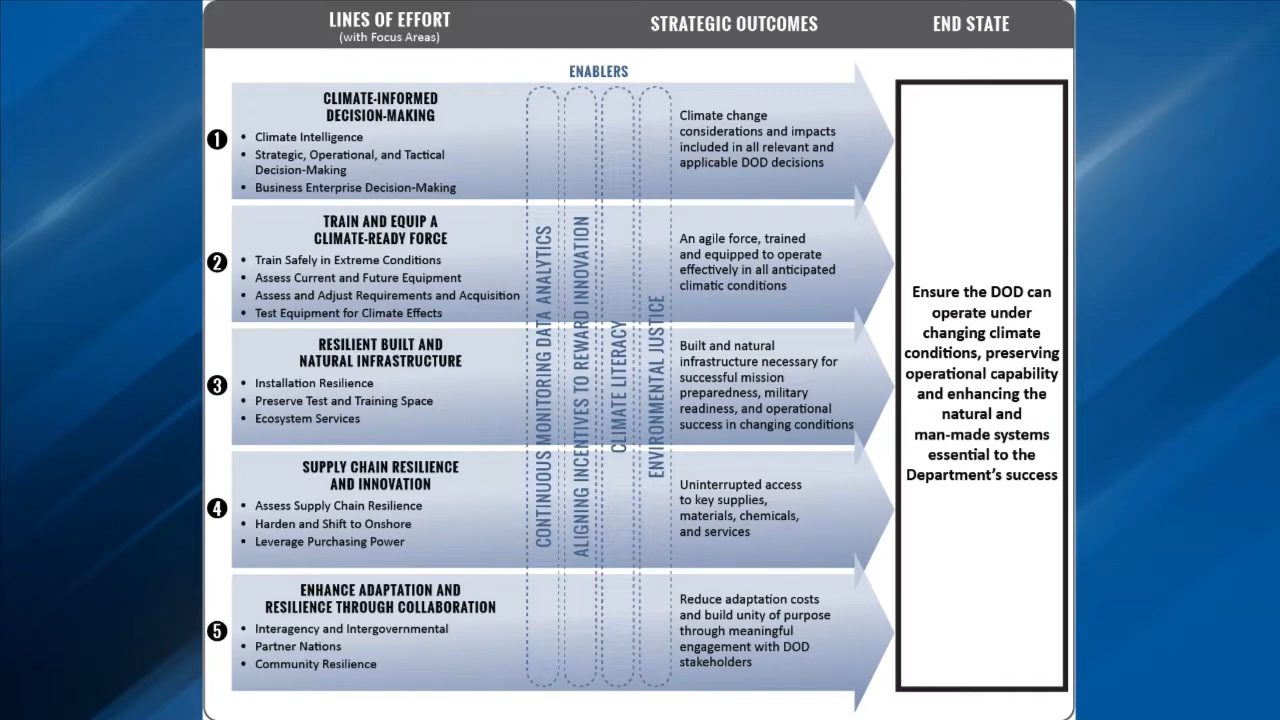 LINES OF EFFORT
(with Focus Areas)
STRATEGIC OUTCOMES
END STATE
ENABLERS
1
CLIMATE-INFORMED
DECISION-MAKING
• Climate Intelligence
• Strategic, Operational, and Tactical
Decision-Making
• Business Enterprise Decision-Making
Climate change
considerations and impacts
included in all relevant and
applicable DOD decisions
2
TRAIN AND EQUIP A
CLIMATE-READY FORCE
• Train Safely in Extreme Conditions
• Assess Current and Future Equipment
• Assess and Adjust Requirements and Acquisition
• Test Equipment for Climate Effects
An agile force, trained
and equipped to operate
effectively in all anticipated
climatic conditions
3
RESILIENT BUILT AND
NATURAL INFRASTRUCTURE
• Installation Resilience
• Preserve Test and Training Space
• Ecosystem Services
Built and natural
infrastructure necessary for
successful mission
preparedness, military
readiness, and operational
success in changing conditions
4
SUPPLY CHAIN RESILIENCE
AND INNOVATION
• Assess Supply Chain Resilience
• Harden and Shift to Onshore
• Leverage Purchasing Power
Uninterrupted access
to key supplies,
materials, chemicals,
and services
5
ENHANCE ADAPTATION AND
RESILIENCE THROUGH COLLABORATION
• Interagency and Intergovernmental
• Partner Nations
• Community Resilience
Reduce adaptation costs
and build unity of purpose
through meaningful
engagement with DOD
stakeholders
CONTINUOUS MONITORING DATA ANALYTICS
ALIGNING INCENTIVES TO REWARD INNOVATION
CLIMATE LITERACY
ENVIRONMENTAL JUSTICE
Ensure the DOD can
operate under
changing climate
conditions, preserving
operational capability
and enhancing the
natural and
man-made systems
essential to the
Department's success